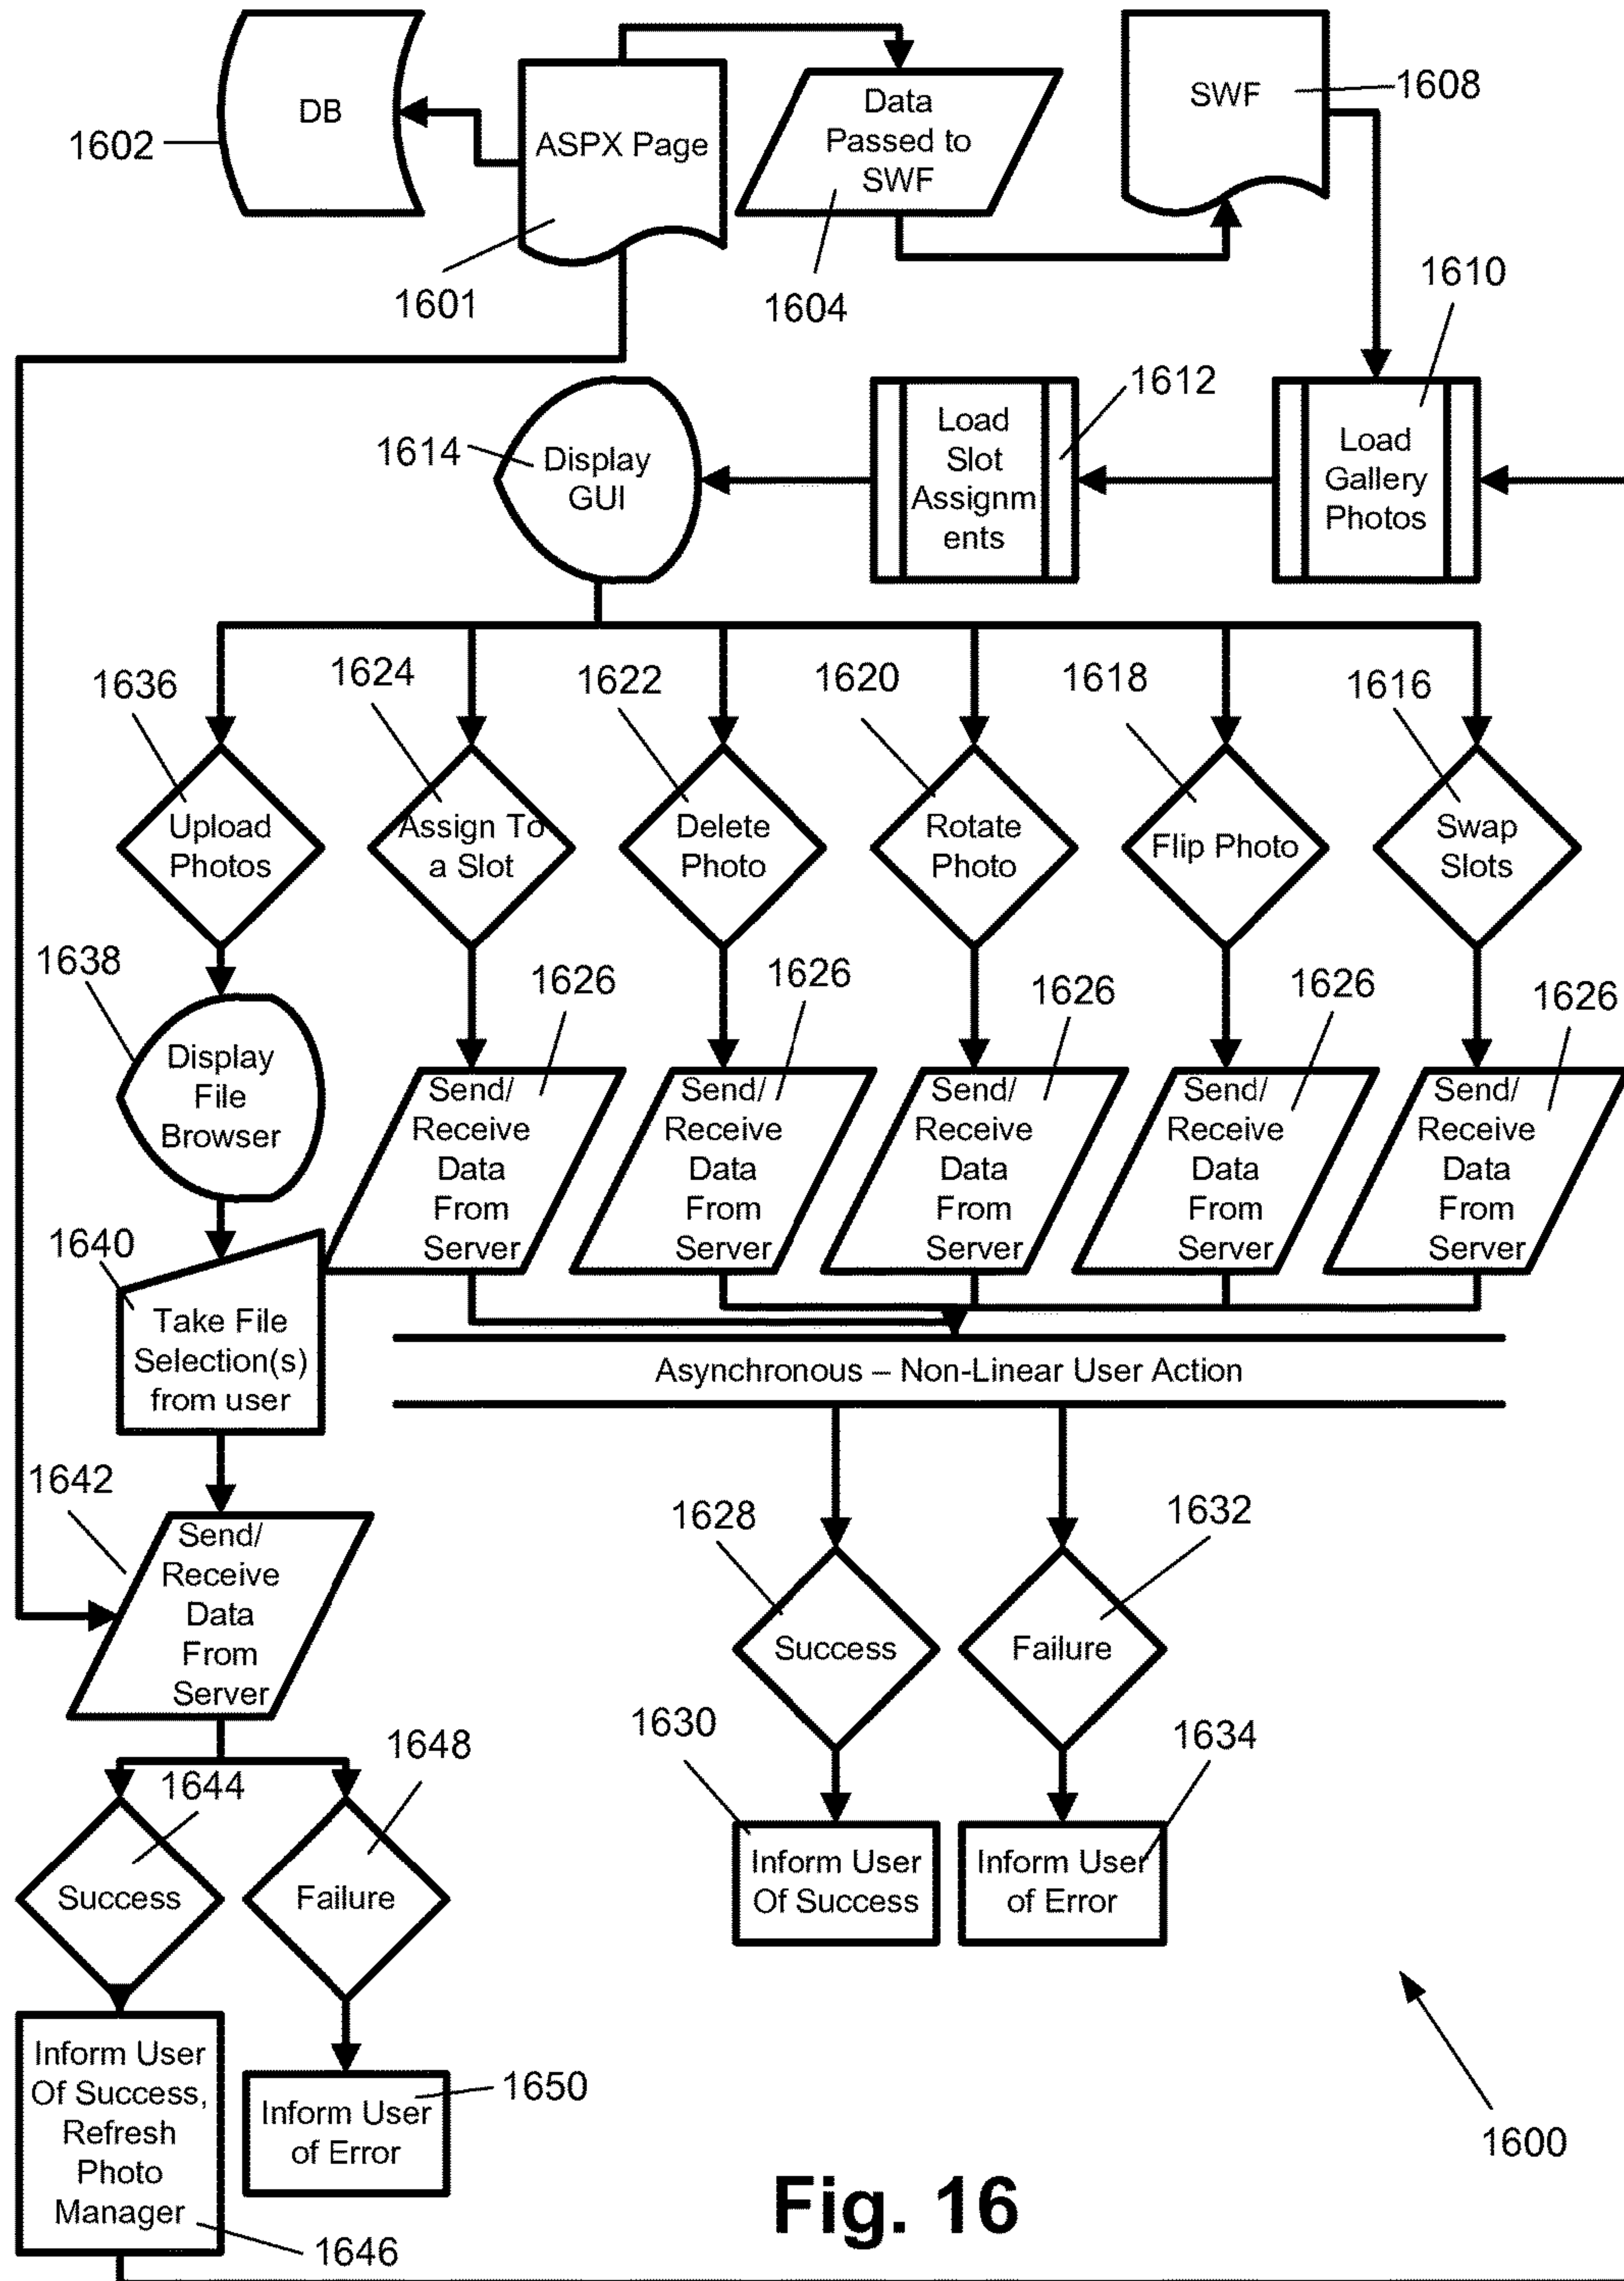 DB
1602
ASPX Page
1601
Data
Passed to
SWF
1604
SWF
1608
1610
Load
Gallery
Photos
1612
Load
Slot
Assignm
ents
1614
Display
GUI
1636
1624
1622
1620
1618
1616
Upload
Photos
Assign To
a Slot
Delete
Photo
Rotate
Photo
Flip Photo
Swap
Slots
1638
Display
File
Browser
1626
1626
1626
1626
1626
Send/
Receive
Data
From
Server
Send/
Receive
Data
From
Server
Send/
Receive
Data
From
Server
Send/
Receive
Data
From
Server
Send/
Receive
Data
From
Server
1640
Take File
Selection(s)
from user
Asynchronous – Non-Linear User Action
1642
Send/
Receive
Data
From
Server
1628
Success
1632
Failure
1630
Inform User
Of Success
1634
Inform User
of Error
1644
Success
1648
Failure
Inform User
Of Success,
Refresh
Photo
Manager
1646
Inform User
of Error
1650
1600
Fig. 16